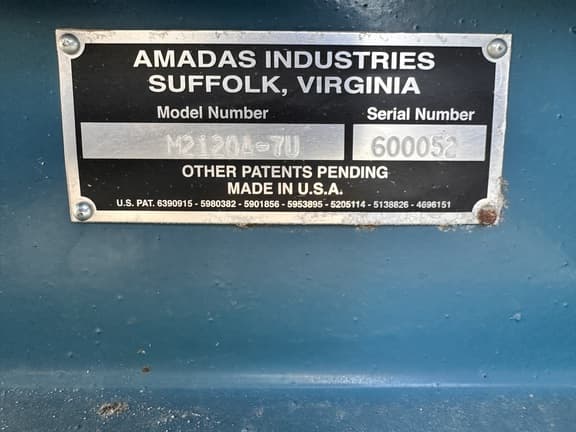 AMADAS INDUSTRIES
SUFFOLK, VIRGINIA
Model Number Serial Number
M2120A-7U 600052
OTHER PATENTS PENDING
MADE IN U.S.A.
U.S. PAT. 6390915 - 5980382 - 5901856 - 5953895 - 5205114 - 5138826 - 4696151